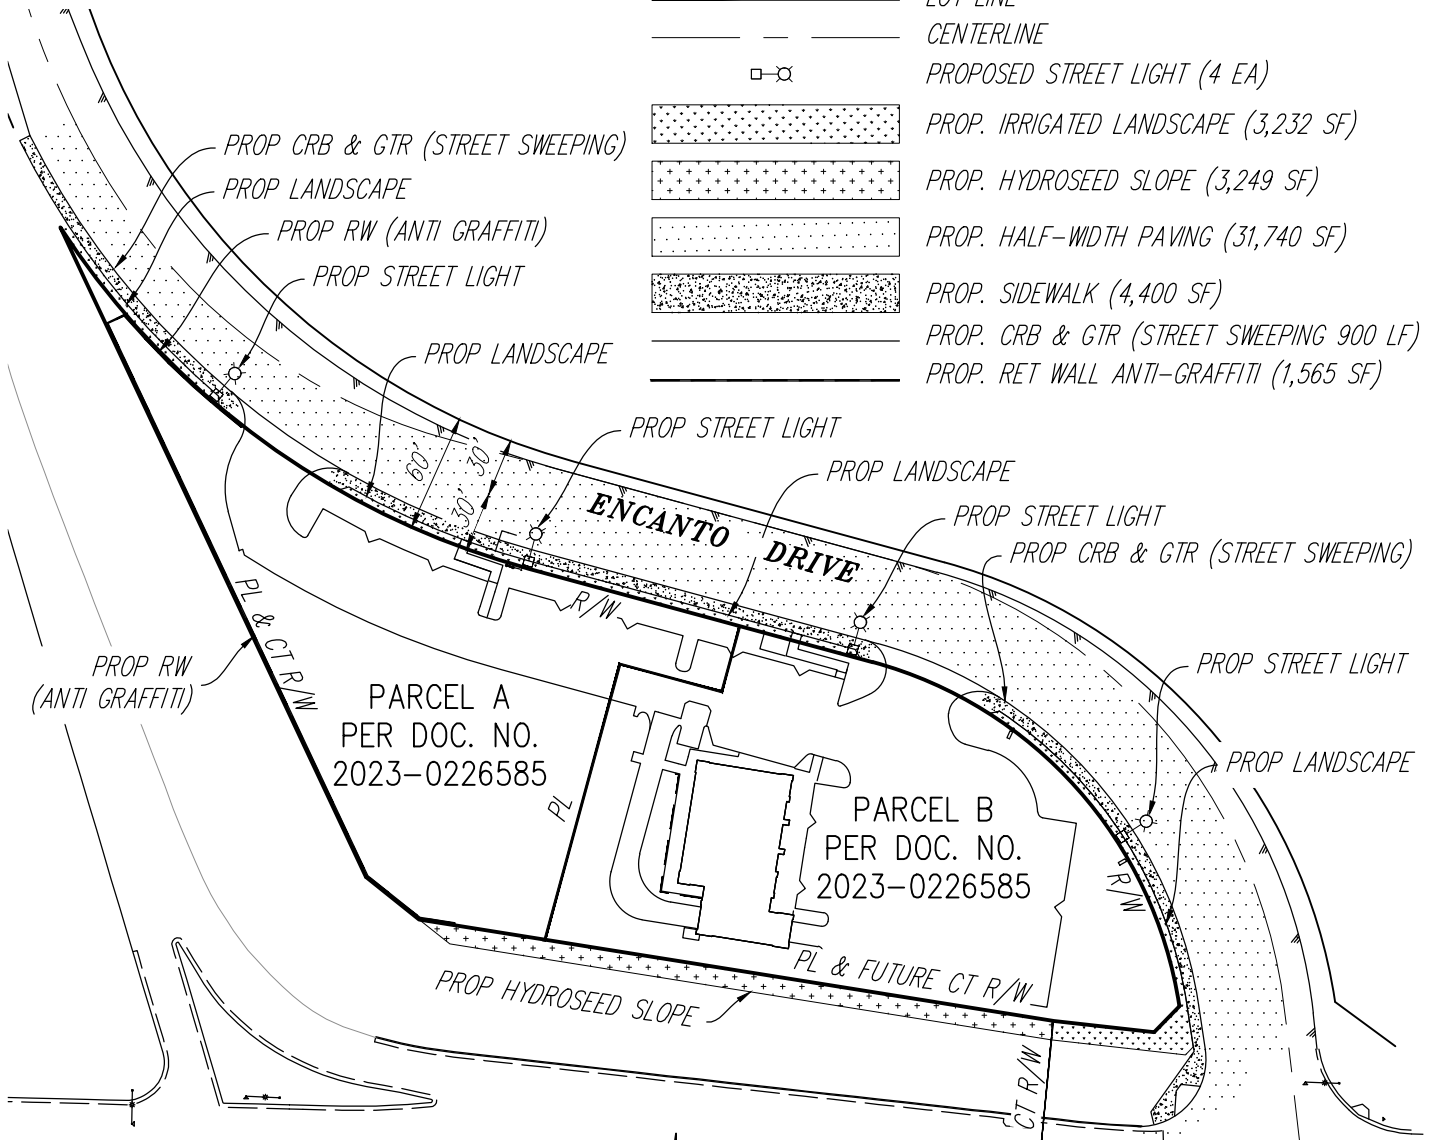 LOT LINE
CENTERLINE
PROPOSED STREET LIGHT (4 EA)
PROP. IRRIGATED LANDSCAPE (3,232 SF)
PROP. HYDROSEED SLOPE (3,249 SF)
PROP. HALF-WIDTH PAVING (31,740 SF)
PROP. SIDEWALK (4,400 SF)
PROP. CRB & GTR (STREET SWEEPING 900 LF)
PROP. RET WALL ANTI-GRAFFITI (1,565 SF)
PROP CRB & GTR (STREET SWEEPING)
PROP LANDSCAPE
PROP RW (ANTI GRAFFITI)
PROP STREET LIGHT
PROP LANDSCAPE
PROP STREET LIGHT
PROP LANDSCAPE
PROP STREET LIGHT
PROP CRB & GTR (STREET SWEEPING)
PROP STREET LIGHT
PROP LANDSCAPE
60'
30'
30'
ENCANTO DRIVE
R/W
PL & CT R/W
PROP RW
(ANTI GRAFFITI)
PARCEL A
PER DOC. NO.
2023-0226585
PL
PARCEL B
PER DOC. NO.
2023-0226585
R/W
PL & FUTURE CT R/W
PROP HYDROSEED SLOPE
CT R/W